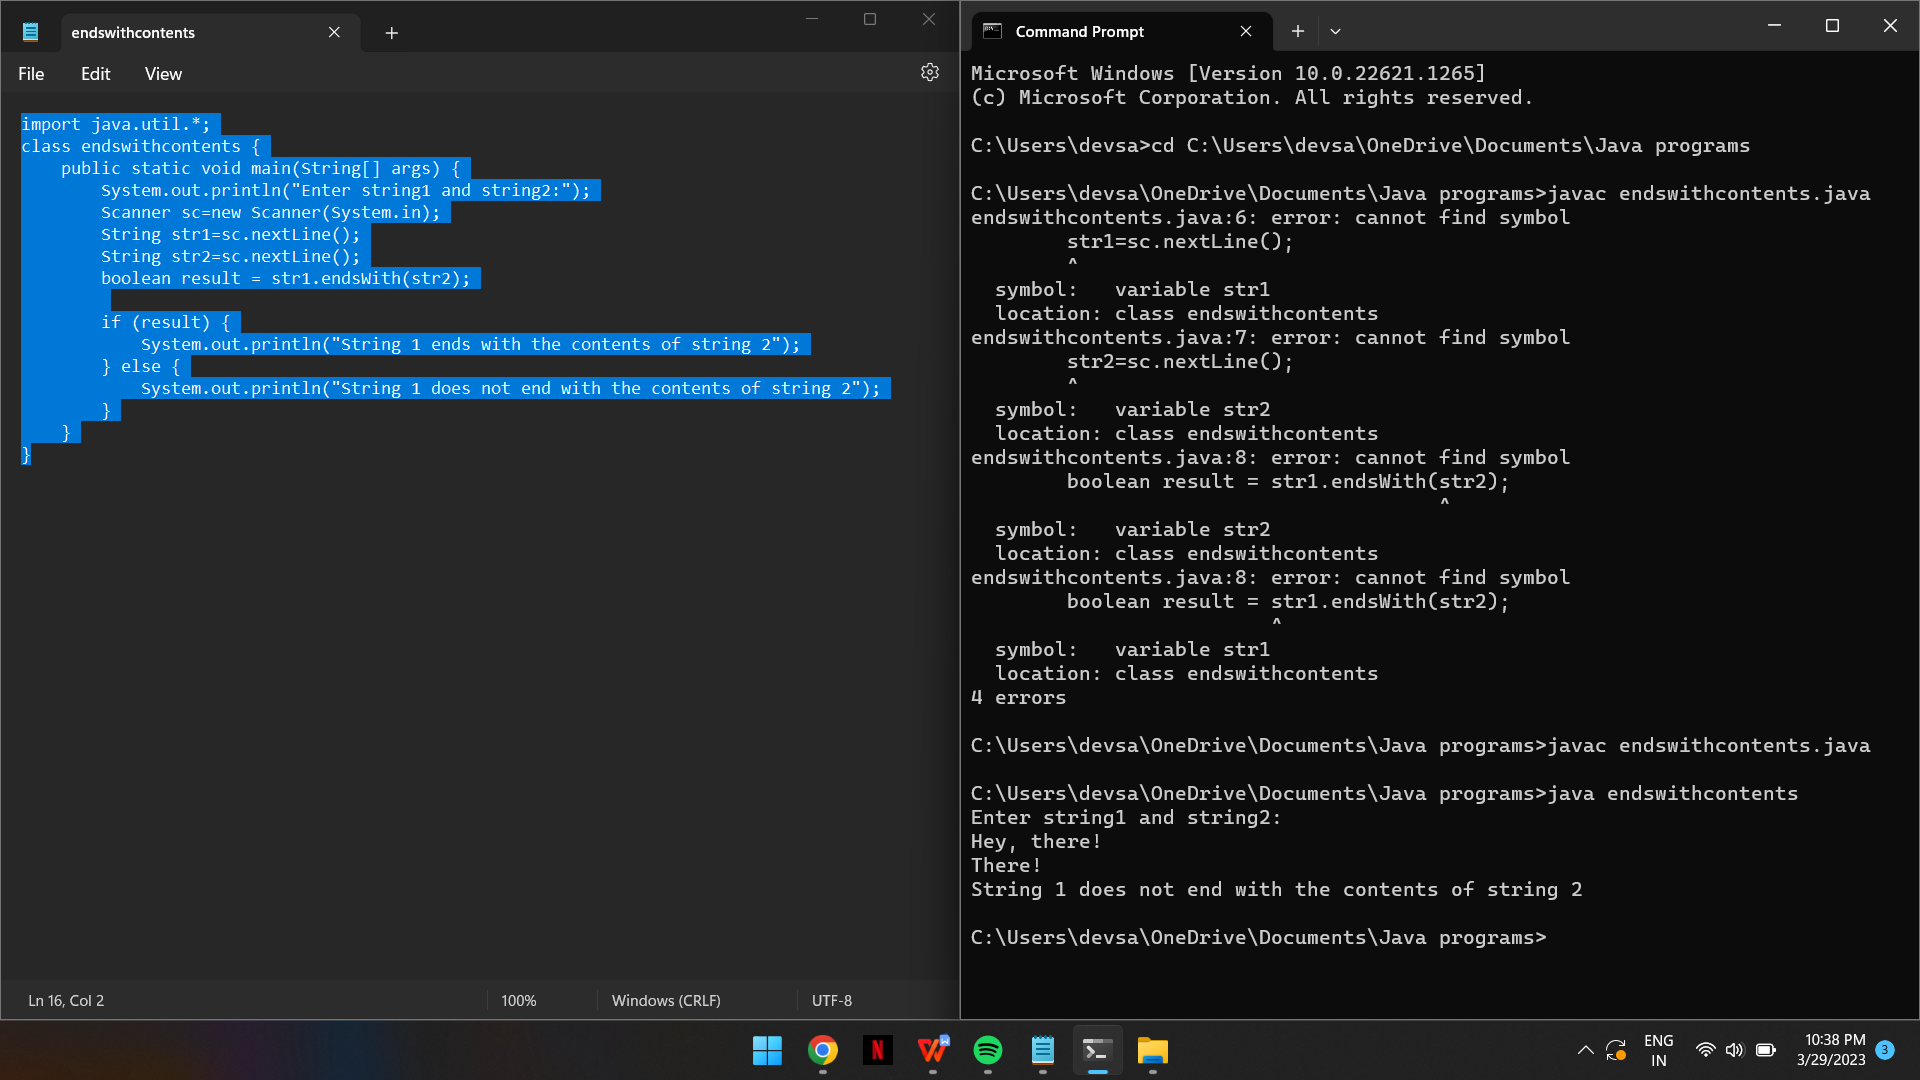 endswithcontents
File Edit View
import java.util.*;
class endswithcontents {
    public static void main(String[] args) {
        System.out.println("Enter string1 and string2:");
        Scanner sc=new Scanner(System.in);
        String str1=sc.nextLine();
        String str2=sc.nextLine();
        boolean result = str1.endsWith(str2);
        if (result) {
            System.out.println("String 1 ends with the contents of string 2");
        } else {
            System.out.println("String 1 does not end with the contents of string 2");
        }
    }
}
Ln 16, Col 2 100% Windows (CRLF) UTF-8
Command Prompt
Microsoft Windows [Version 10.0.22621.1265]
(c) Microsoft Corporation. All rights reserved.
C:\Users\devsa>cd C:\Users\devsa\OneDrive\Documents\Java programs
C:\Users\devsa\OneDrive\Documents\Java programs>javac endswithcontents.java
endswithcontents.java:6: error: cannot find symbol
        str1=sc.nextLine();
        ^
  symbol:   variable str1
  location: class endswithcontents
endswithcontents.java:7: error: cannot find symbol
        str2=sc.nextLine();
        ^
  symbol:   variable str2
  location: class endswithcontents
endswithcontents.java:8: error: cannot find symbol
        boolean result = str1.endsWith(str2);
                                       ^
  symbol:   variable str2
  location: class endswithcontents
endswithcontents.java:8: error: cannot find symbol
        boolean result = str1.endsWith(str2);
                         ^
  symbol:   variable str1
  location: class endswithcontents
4 errors
C:\Users\devsa\OneDrive\Documents\Java programs>javac endswithcontents.java
C:\Users\devsa\OneDrive\Documents\Java programs>java endswithcontents
Enter string1 and string2:
Hey, there!
There!
String 1 does not end with the contents of string 2
C:\Users\devsa\OneDrive\Documents\Java programs>
N W
ENG
IN
10:38 PM
3/29/2023
3